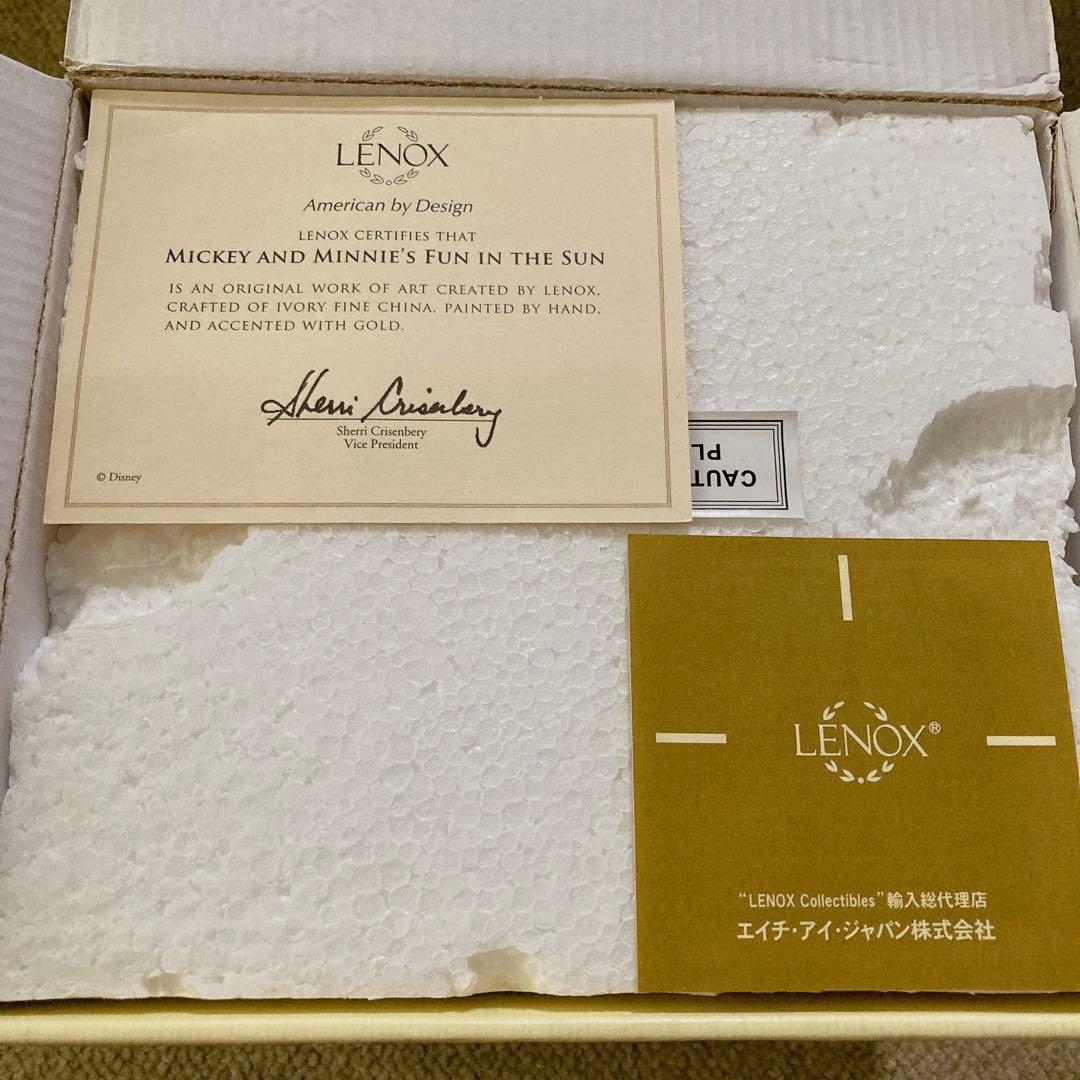 LENOX
American by Design
LENOX CERTIFIES THAT
MICKEY AND MINNIE'S FUN IN THE SUN
IS AN ORIGINAL WORK OF ART CREATED BY LENOX,
CRAFTED OF IVORY FINE CHINA, PAINTED BY HAND,
AND ACCENTED WITH GOLD.
Sherri Crisenbery
Sherri Crisenbery
Vice President
© Disney
LENOX®
“LENOX Collectibles”輸入総代理店
エイチ・アイ・ジャパン株式会社